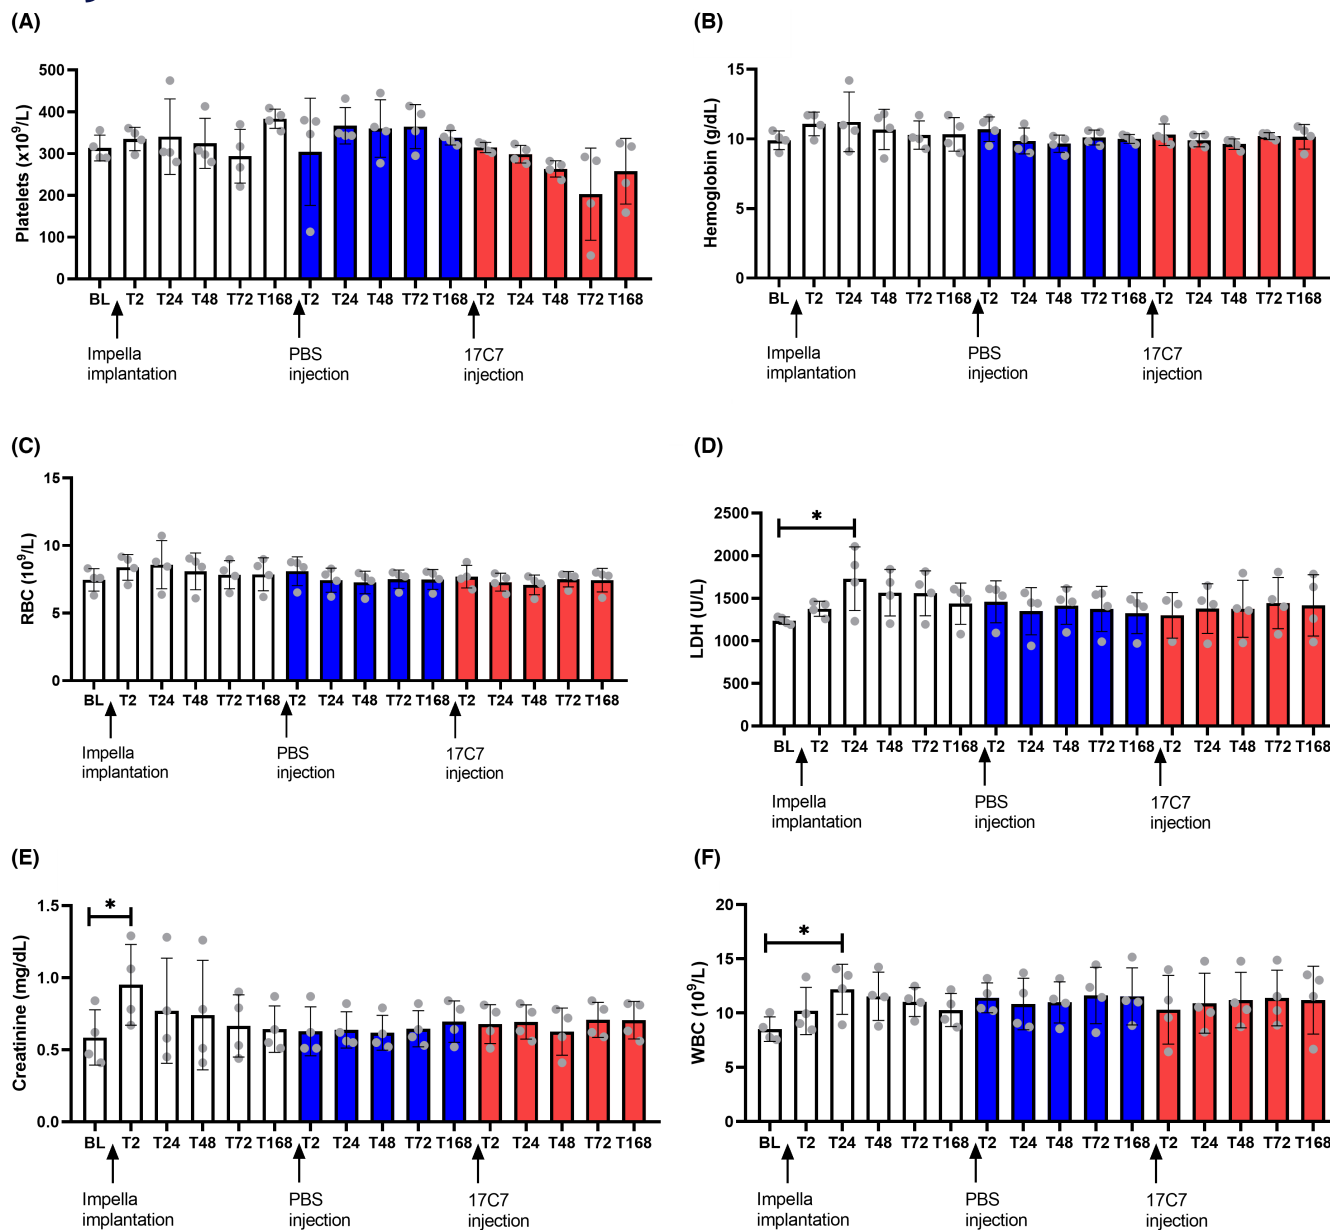 (A)
Platelets (x10^9/L)
500
400
300
200
100
0
BL T2 T24 T48 T72 T168 T2 T24 T48 T72 T168 T2 T24 T48 T72 T168
Impella
implantation
PBS
injection
17C7
injection
(B)
Hemoglobin (g/dL)
15
10
5
0
BL T2 T24 T48 T72 T168 T2 T24 T48 T72 T168 T2 T24 T48 T72 T168
Impella
implantation
PBS
injection
17C7
injection
(C)
RBC (10^9/L)
15
10
5
0
BL T2 T24 T48 T72 T168 T2 T24 T48 T72 T168 T2 T24 T48 T72 T168
Impella
implantation
PBS
injection
17C7
injection
(D)
LDH (U/L)
2500
2000
1500
1000
500
0
*
BL T2 T24 T48 T72 T168 T2 T24 T48 T72 T168 T2 T24 T48 T72 T168
Impella
implantation
PBS
injection
17C7
injection
(E)
Creatinine (mg/dL)
1.5
1.0
0.5
0.0
*
BL T2 T24 T48 T72 T168 T2 T24 T48 T72 T168 T2 T24 T48 T72 T168
Impella
implantation
PBS
injection
17C7
injection
(F)
WBC (10^9/L)
20
15
10
5
0
*
BL T2 T24 T48 T72 T168 T2 T24 T48 T72 T168 T2 T24 T48 T72 T168
Impella
implantation
PBS
injection
17C7
injection